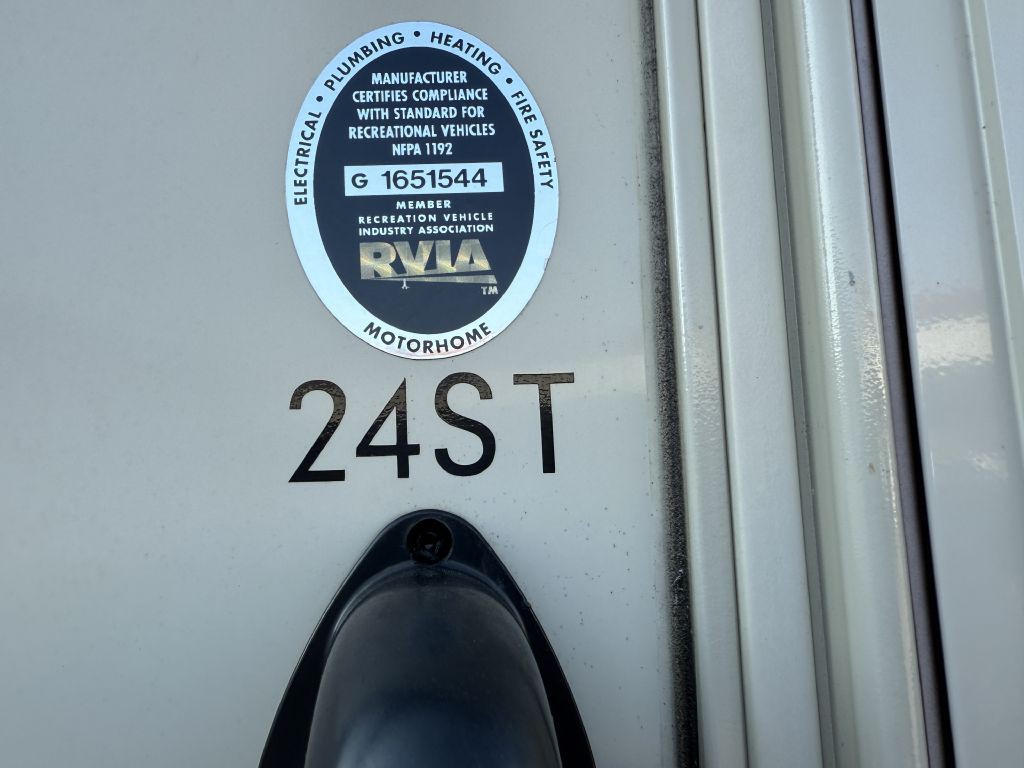 ELECTRICAL • PLUMBING • HEATING • FIRE SAFETY
MANUFACTURER
CERTIFIES COMPLIANCE
WITH STANDARD FOR
RECREATIONAL VEHICLES
NFPA 1192
G 1651544
MEMBER
RECREATION VEHICLE
INDUSTRY ASSOCIATION
RVIA
TM
MOTORHOME
24ST